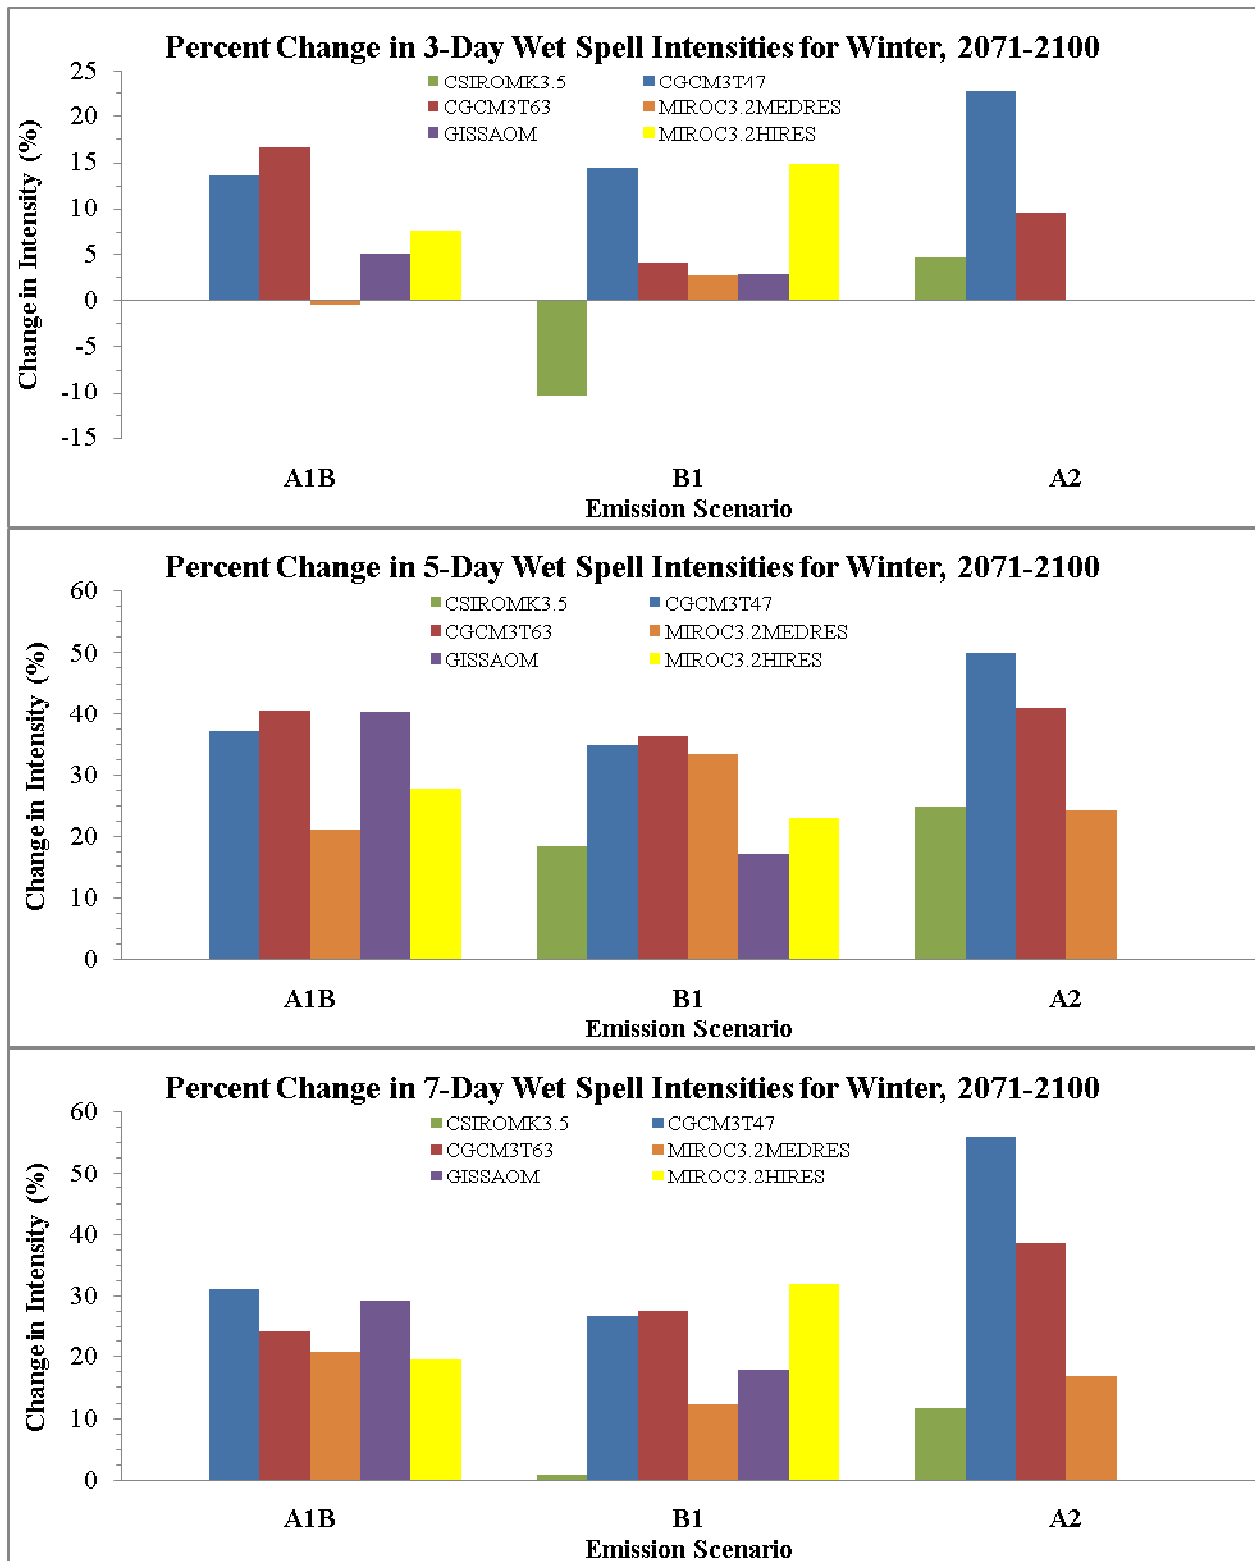 Percent Change in 3-Day Wet Spell Intensities for Winter, 2071-2100
Change in Intensity (%)
25
20
15
10
5
0
-5
-10
-15
CSIROMK3.5 CGCM3T47
CGCM3T63 MIROC3.2MEDRES
GISSAOM MIROC3.2HIRES
A1B B1 A2
Emission Scenario
Percent Change in 5-Day Wet Spell Intensities for Winter, 2071-2100
Change in Intensity (%)
60
50
40
30
20
10
0
CSIROMK3.5 CGCM3T47
CGCM3T63 MIROC3.2MEDRES
GISSAOM MIROC3.2HIRES
A1B B1 A2
Emission Scenario
Percent Change in 7-Day Wet Spell Intensities for Winter, 2071-2100
Change in Intensity (%)
60
50
40
30
20
10
0
CSIROMK3.5 CGCM3T47
CGCM3T63 MIROC3.2MEDRES
GISSAOM MIROC3.2HIRES
A1B B1 A2
Emission Scenario